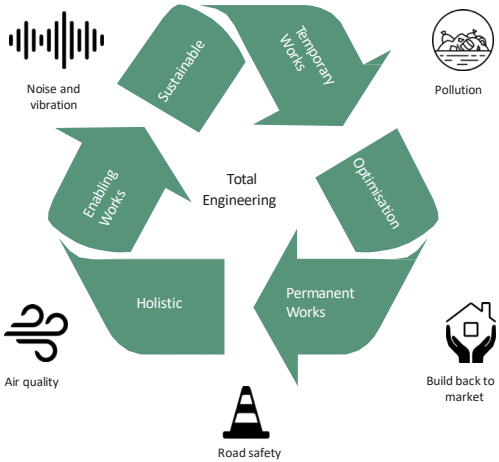 Sustainable
Temporary
Works
Noise and
vibration
Pollution
Enabling
Works
Total
Engineering
Optimisation
Holistic
Permanent
Works
Air quality
Build back to
market
Road safety